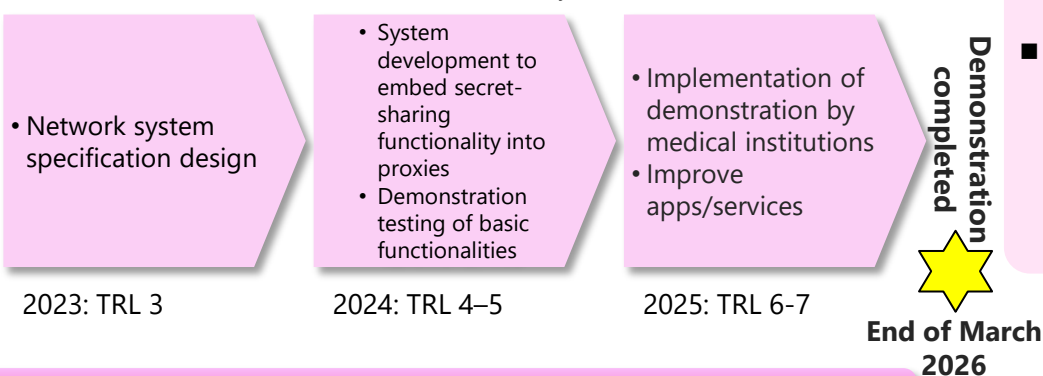 • Network system
specification design
• System
development to
embed secret-
sharing
functionality into
proxies
• Demonstration
testing of basic
functionalities
• Implementation of
demonstration by
medical institutions
• Improve
apps/services
Demonstration
completed
■
2023: TRL 3
2024: TRL 4–5
2025: TRL 6-7
End of March
2026